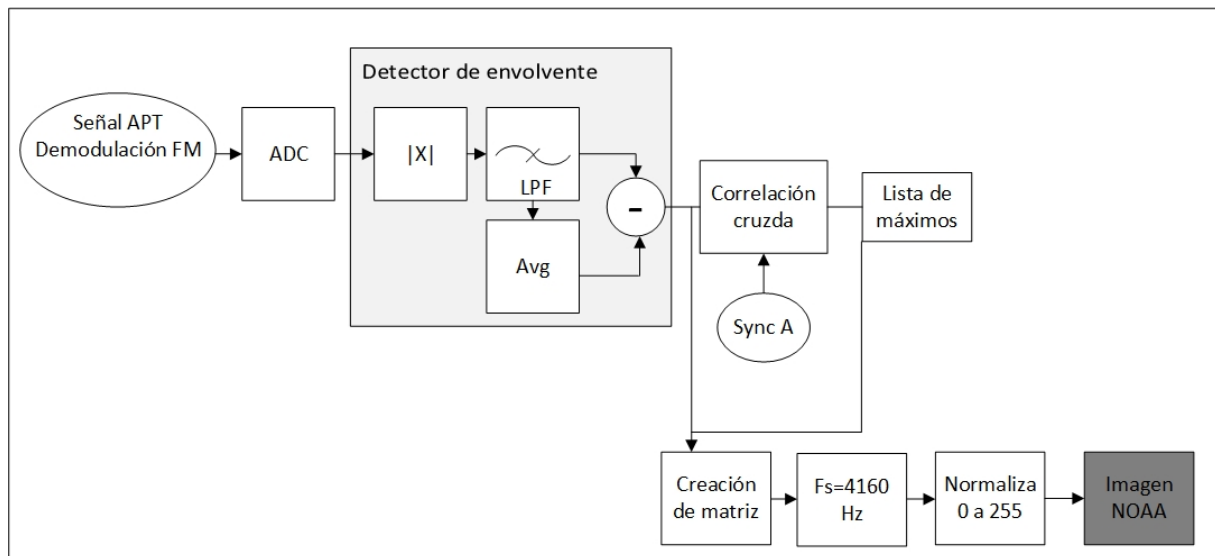 Detector de envolvente
Señal APT
Demodulación FM
ADC
|X|
LPF
Avg
-
Correlación
cruzda
Lista de
máximos
Sync A
Creación
de matriz
Fs=4160
Hz
Normaliza
0 a 255
Imagen
NOAA